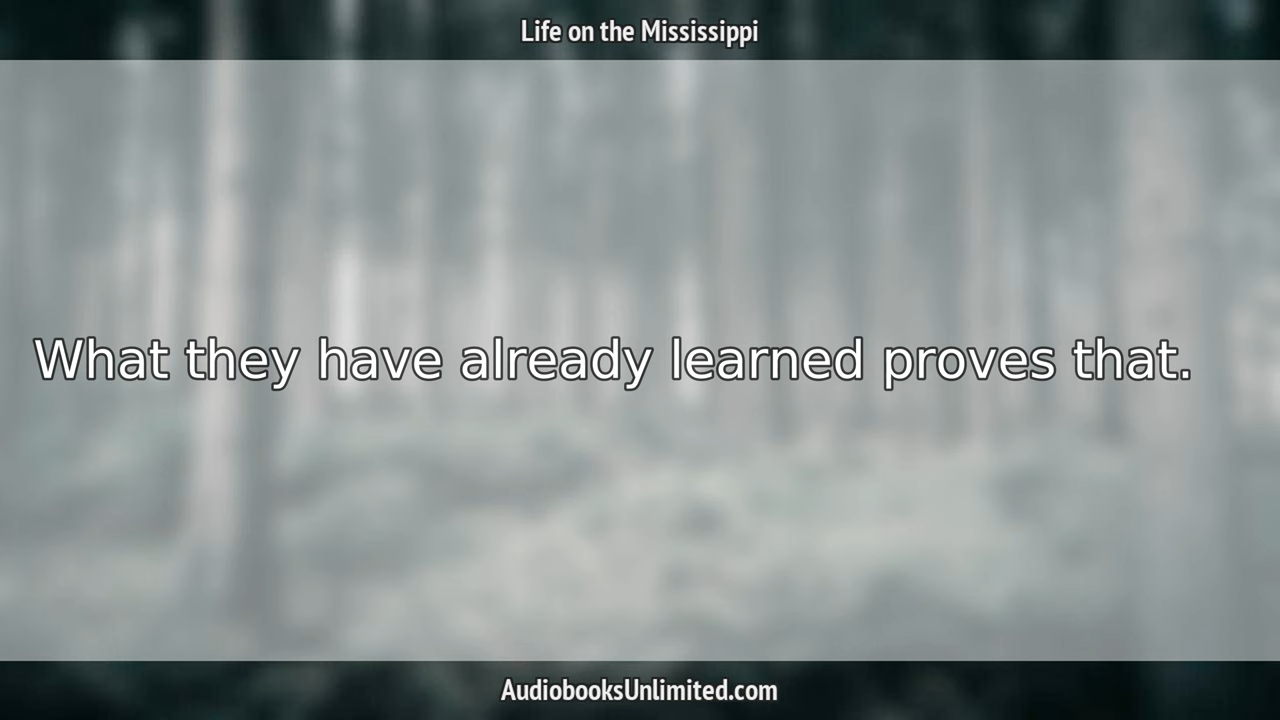 Life on the Mississippi
What they have already learned proves that.
AudiobooksUnlimited.com